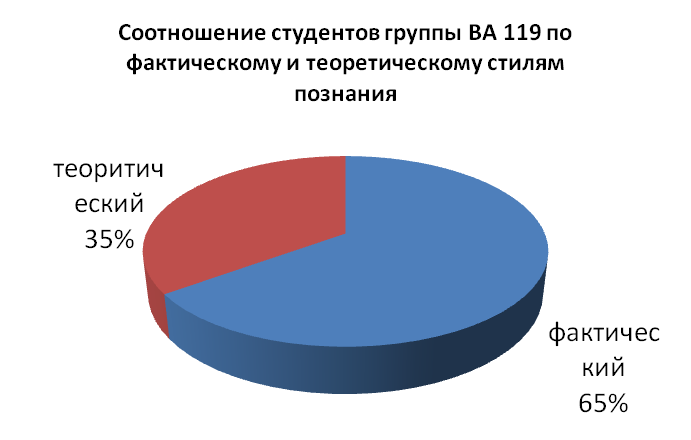 Соотношение студентов группы ВА 119 по
фактическому и теоретическому стилям
познания
теоритич
еский
35%
фактичес
кий
65%